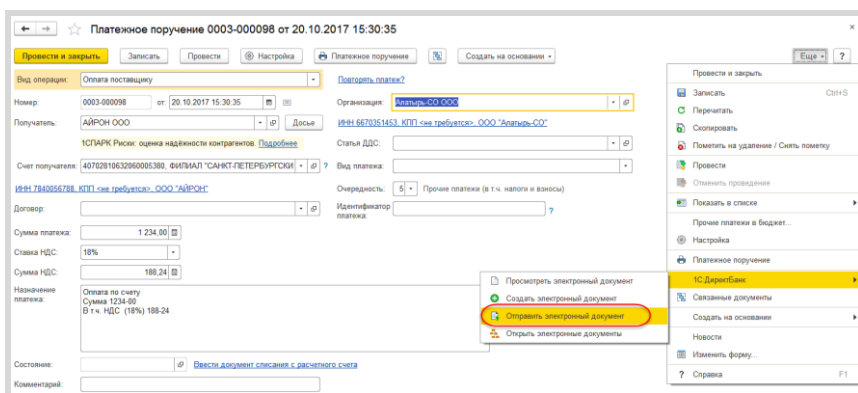 Платежное поручение 0003-000098 от 20.10.2017 15:30:35
Провести и закрыть Записать Провести Настройка Платежное поручение Создать на основании Еще ?
Вид операции: Оплата поставщику Повторять платеж?
Номер: 0003-000098 от: 20.10.2017 15:30:35 Организация: Алатырь-СО ООО
Получатель: АЙРОН ООО Досье ИНН 6670351453, КПП <не требуется>, ООО "Алатырь-СО"
1СПАРК Риски: оценка надёжности контрагентов. Подробнее Статья ДДС:
Счет получателя: 40702810632060005380, ФИЛИАЛ "САНКТ-ПЕТЕРБУРГСКИ ? Вид платежа:
ИНН 7840056788, КПП <не требуется>, ООО "АЙРОН" Очередность: 5 Прочие платежи (в т.ч. налоги и взносы)
Договор: Идентификатор платежа: ?
Сумма платежа: 1 234,00
Ставка НДС: 18%
Сумма НДС: 188,24
Назначение платежа: Оплата по счету
Сумма 1234-00
В т.ч. НДС (18%) 188-24
Состояние: Ввести документ списания с расчетного счета
Комментарий:
Провести и закрыть
Записать Ctrl+S
Перечитать
Скопировать
Пометить на удаление / Снять пометку
Провести
Отменить проведение
Показать в списке
Прочие платежи в бюджет...
Настройка
Платежное поручение
1С:ДиректБанк
Связанные документы
Создать на основании
Новости
Изменить форму...
? Справка F1
Просмотреть электронный документ
Создать электронный документ
Отправить электронный документ
Открыть электронные документы